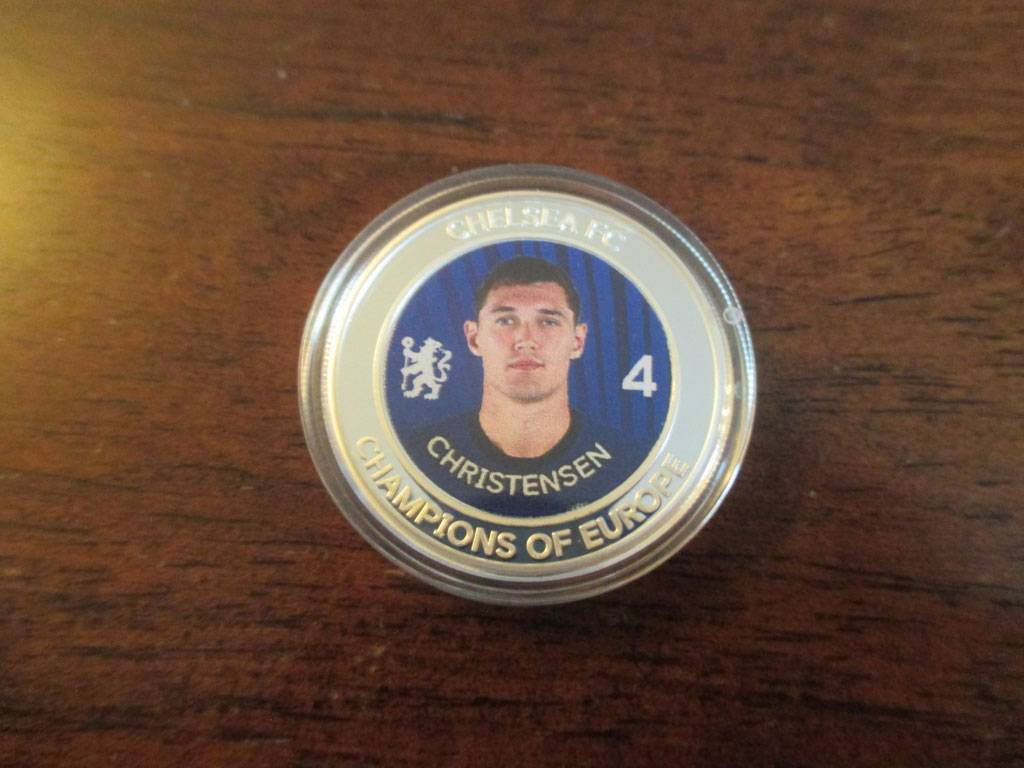 CHELSEA FC
4
CHRISTENSEN
CHAMPIONS OF EUROPE